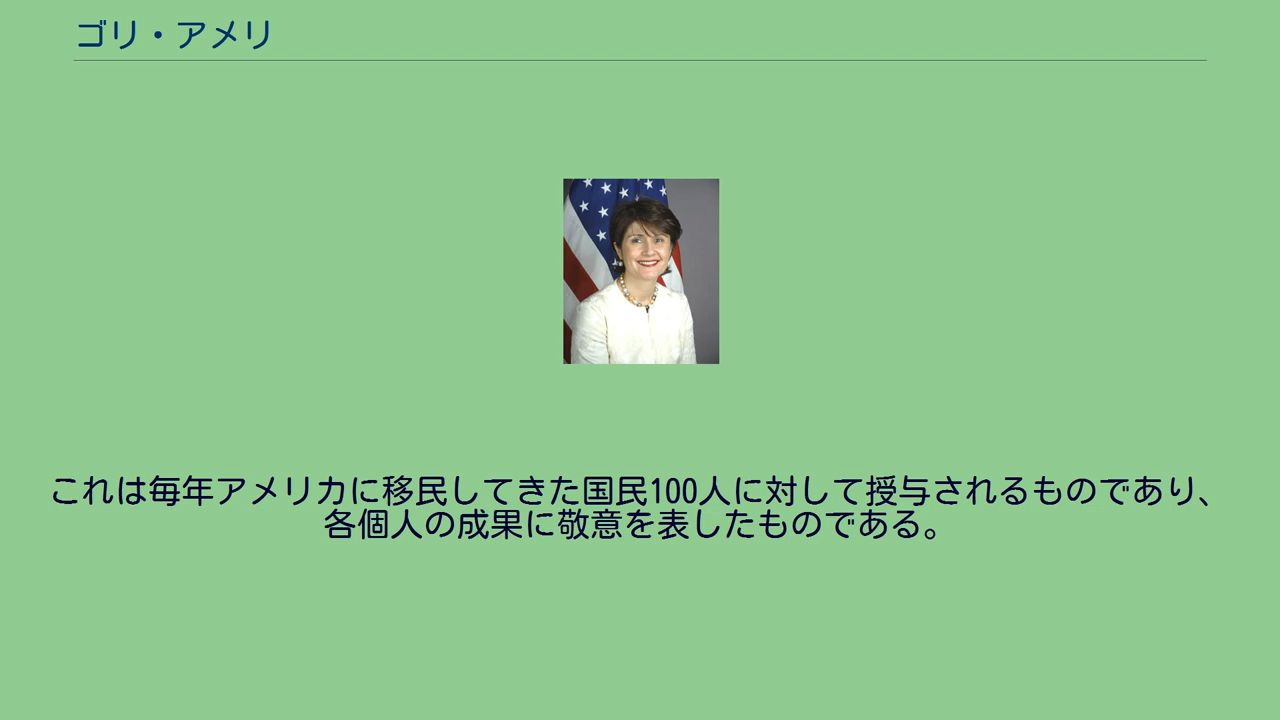 ゴリ・アメリ
これは毎年アメリカに移民してきた国民100人に対して授与されるものであり、
各個人の成果に敬意を表したものである。